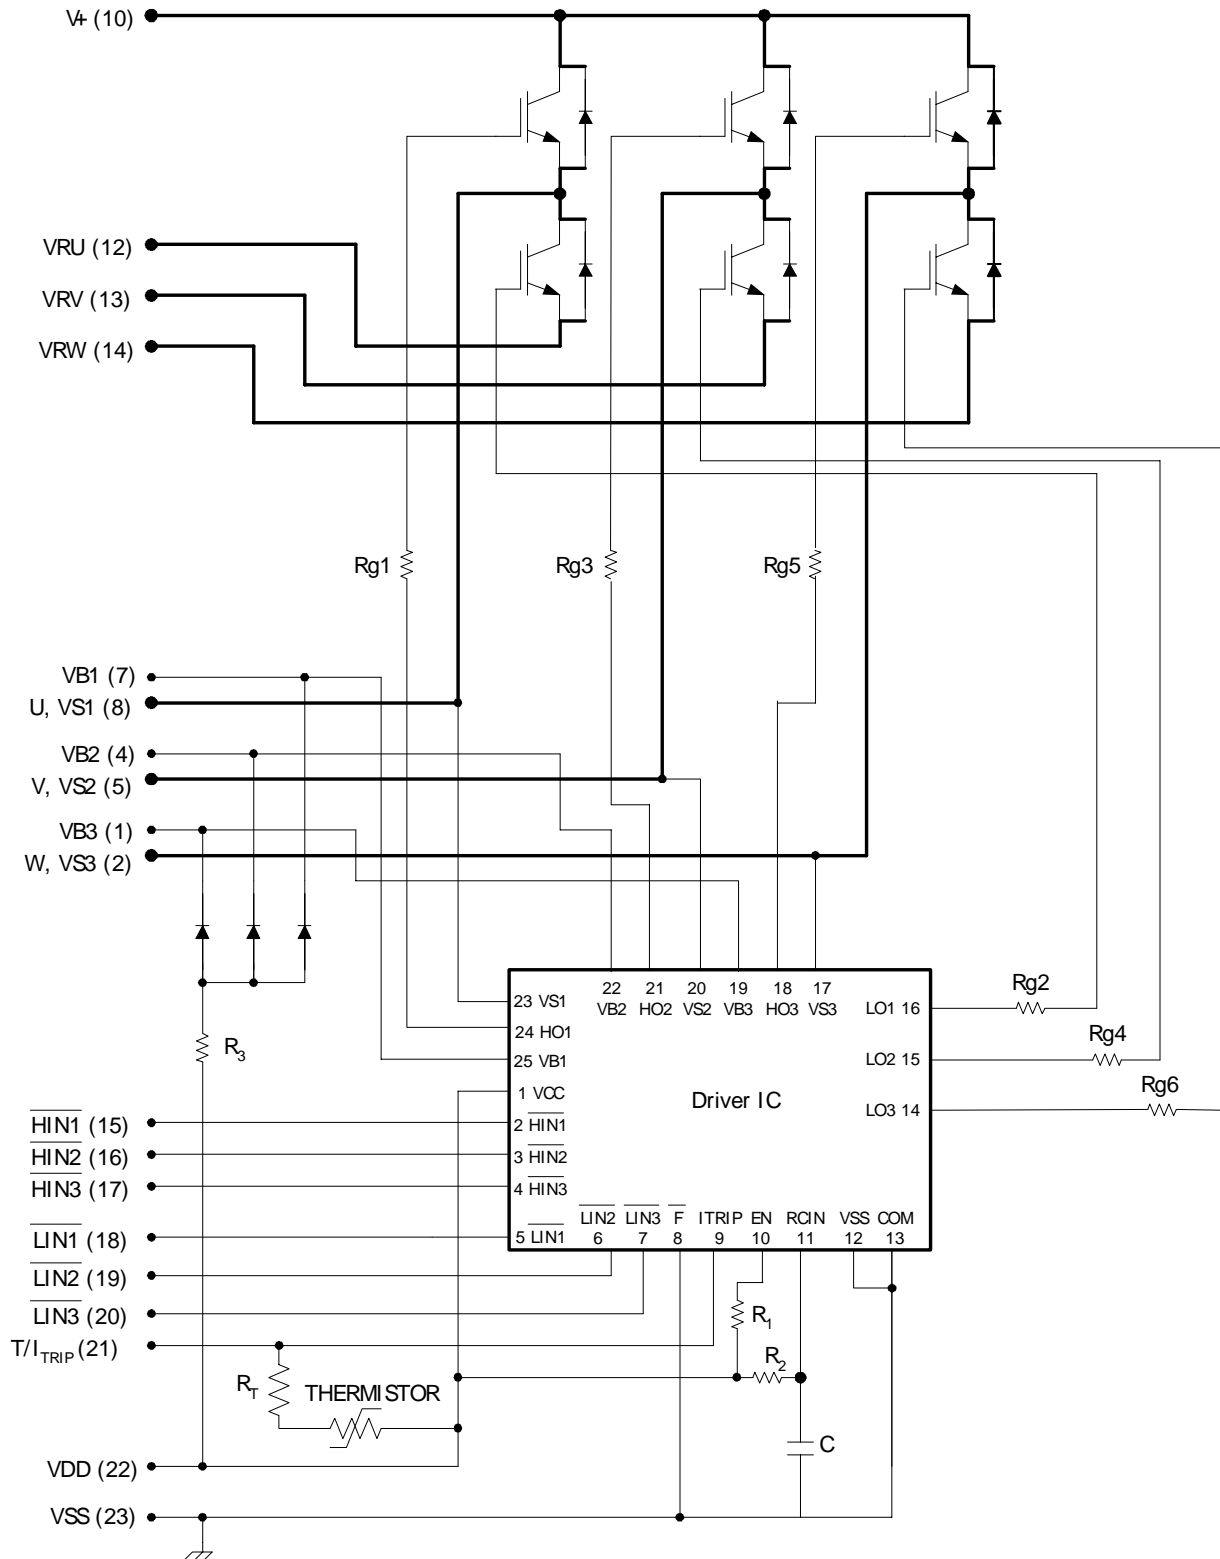 V+ (10)
VRU (12)
VRV (13)
VRW (14)
Rg1
Rg3
Rg5
VB1 (7)
U, VS1 (8)
VB2 (4)
V, VS2 (5)
VB3 (1)
W, VS3 (2)
22 21 20 19 18 17
VB2 HO2 VS2 VB3 HO3 VS3
23 VS1
24 HO1
25 VB1
1 VCC
2 HIN1
3 HIN2
4 HIN3
5 LIN1
Driver IC
LO1 16
LO2 15
LO3 14
Rg2
Rg4
Rg6
R3
HIN1 (15)
HIN2 (16)
HIN3 (17)
LIN1 (18)
LIN2 (19)
LIN3 (20)
T/ITRIP (21)
LIN2 LIN3 F ITRIP EN RCIN VSS COM
6 7 8 9 10 11 12 13
R1
R2
RT
THERMISTOR
C
VDD (22)
VSS (23)